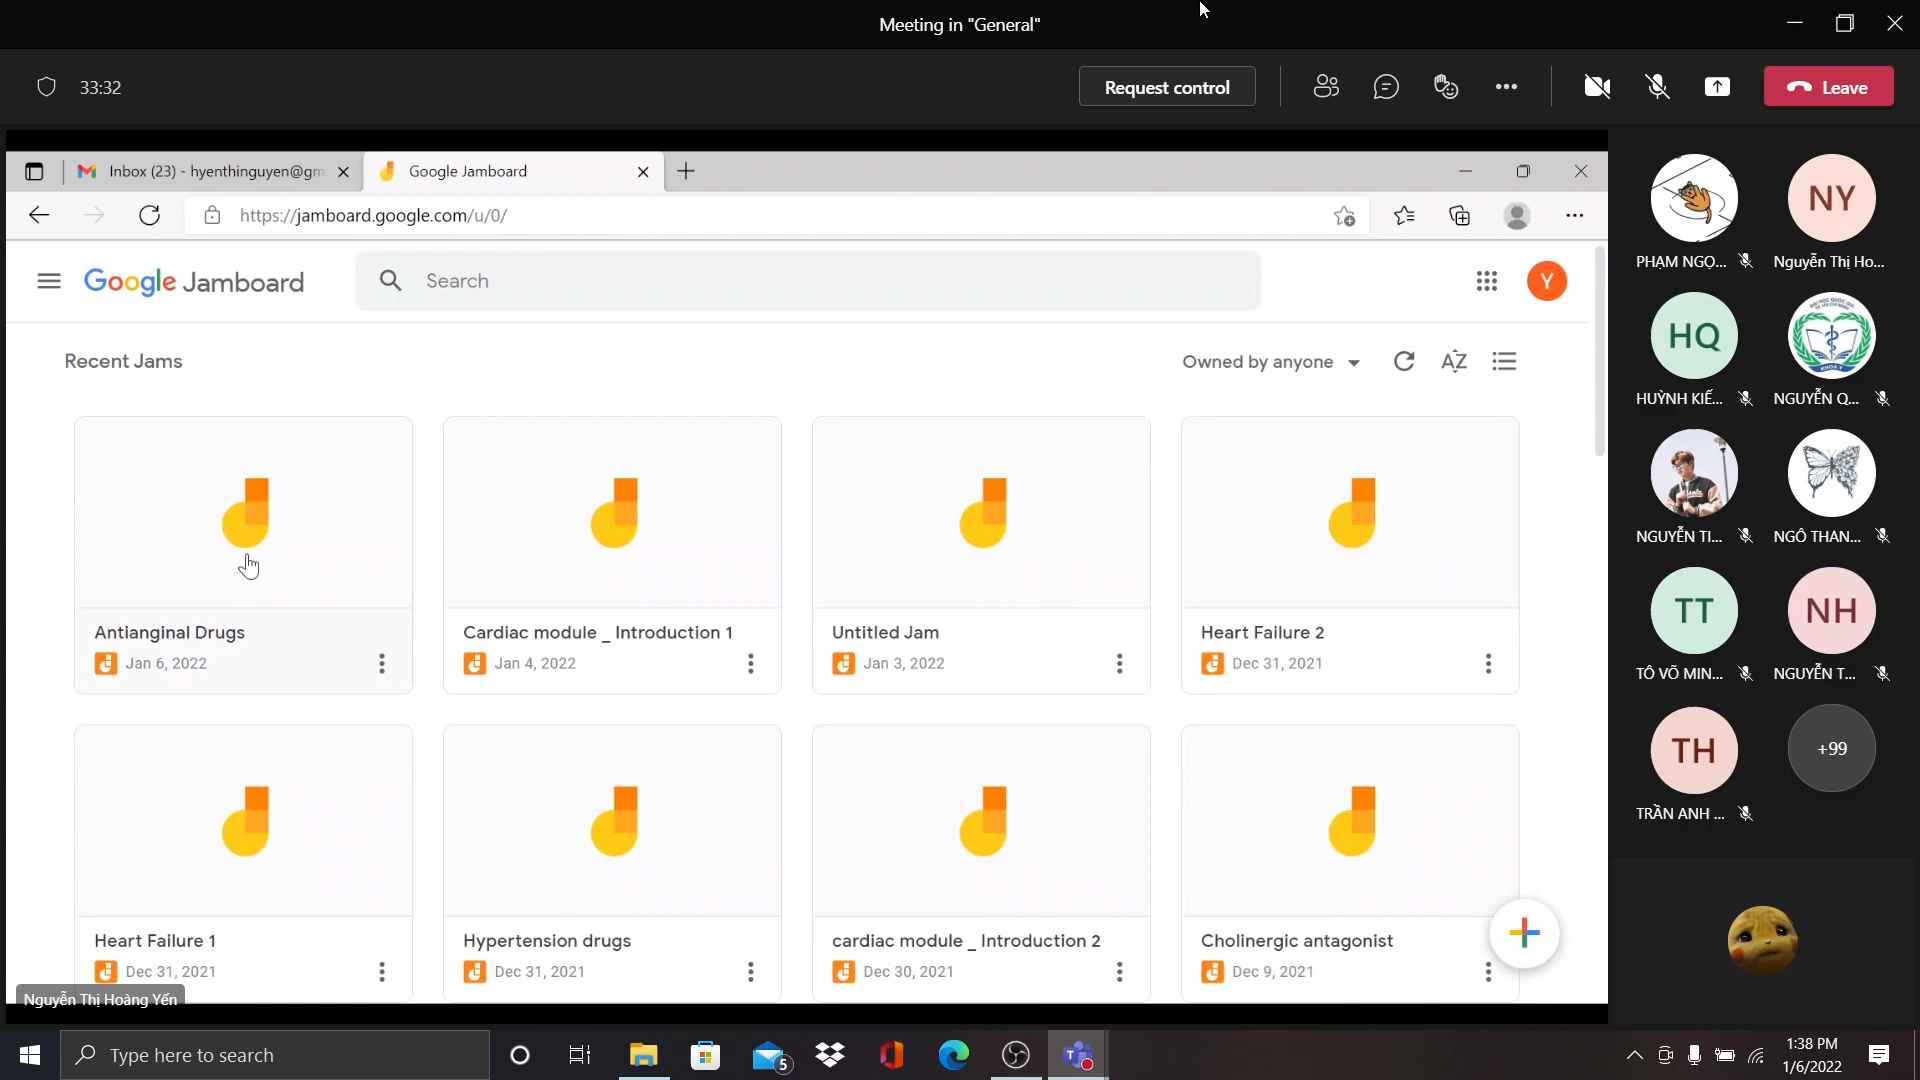 Meeting in "General"
33:32
Request control
Leave
Inbox (23) - hyenthinguyen@gm
Google Jamboard
https://jamboard.google.com/u/0/
Google Jamboard
Search
Y
Recent Jams
Owned by anyone
AZ
Antianginal Drugs
Jan 6, 2022
Cardiac module _ Introduction 1
Jan 4, 2022
Untitled Jam
Jan 3, 2022
Heart Failure 2
Dec 31, 2021
Heart Failure 1
Dec 31, 2021
Hypertension drugs
Dec 31, 2021
cardiac module _ Introduction 2
Dec 30, 2021
Cholinergic antagonist
Dec 9, 2021
Nguyễn Thị Hoàng Yến
PHẠM NGỌ...
NY
Nguyễn Thị Ho...
HQ
HUỲNH KIẾ...
KHOA Y
NGUYỄN Q...
NGUYỄN TI...
NGÔ THAN...
TT
TÔ VÕ MIN...
NH
NGUYỄN T...
TH
TRẦN ANH ...
+99
Type here to search
5
1:38 PM
1/6/2022